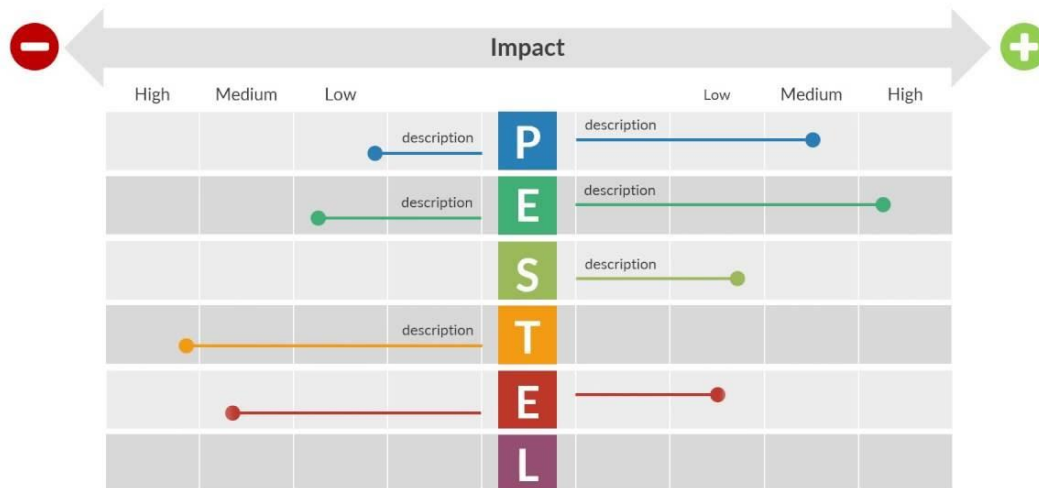 Impact
High Medium Low Low Medium High
description P description
description E description
S description
description T
E
L